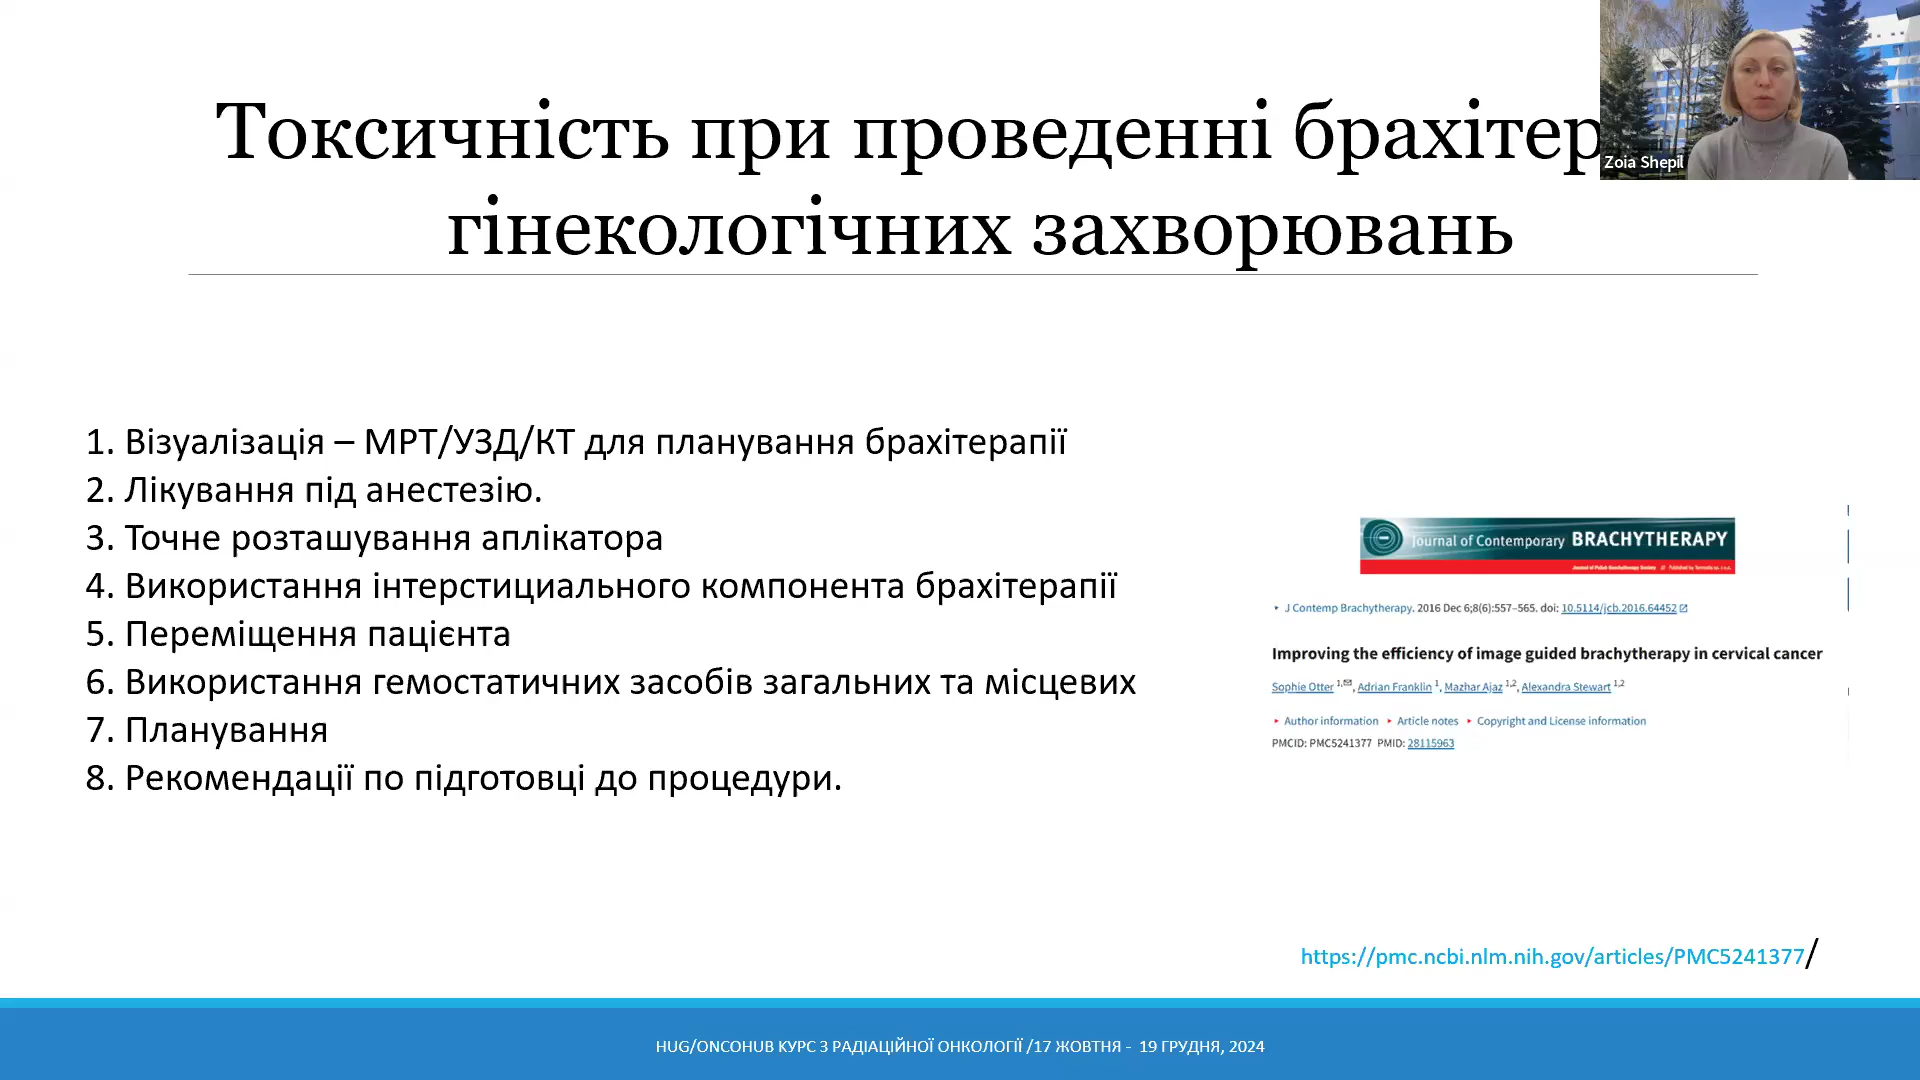 Токсичність при проведенні брахітер
гінекологічних захворювань
Zoia Shepil
1. Візуалізація – МРТ/УЗД/КТ для планування брахітерапії
2. Лікування під анестезію.
3. Точне розташування аплікатора
4. Використання інтерстициального компонента брахітерапії
5. Переміщення пацієнта
6. Використання гемостатичних засобів загальних та місцевих
7. Планування
8. Рекомендації по підготовці до процедури.
Journal of Contemporary BRACHYTHERAPY
J Contemp Brachytherapy. 2016 Dec 6;8(6):557–565. doi: 10.5114/jcb.2016.64452
Improving the efficiency of image guided brachytherapy in cervical cancer
Sophie Otter 1,✉, Adrian Franklin 1, Mazhar Ajaz 1,2, Alexandra Stewart 1,2
Author information Article notes Copyright and License information
PMCID: PMC5241377 PMID: 28115963
https://pmc.ncbi.nlm.nih.gov/articles/PMC5241377/
HUG/ONCOHUB КУРС З РАДІАЦІЙНОЇ ОНКОЛОГІЇ /17 ЖОВТНЯ - 19 ГРУДНЯ, 2024